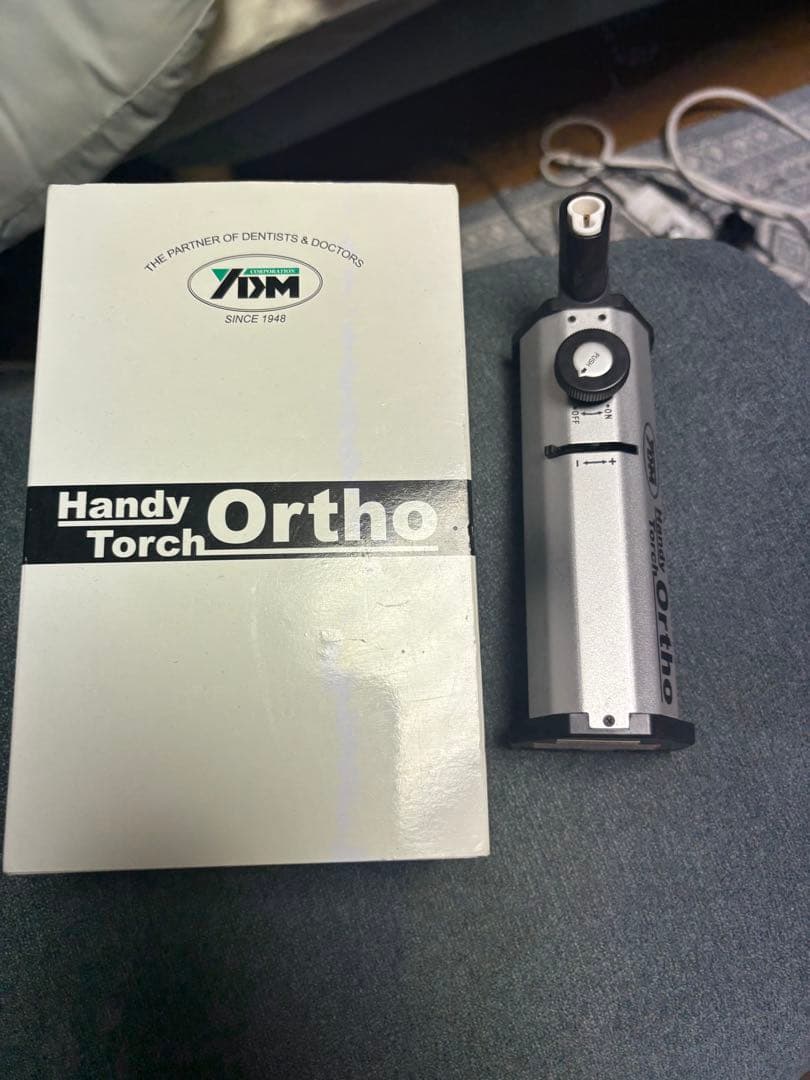 THE PARTNER OF DENTISTS & DOCTORS
CORPORATION
YDM
SINCE 1948
Handy
Torch Ortho
PUSH
OFF ON
- +
YDM
Handy
Torch Ortho